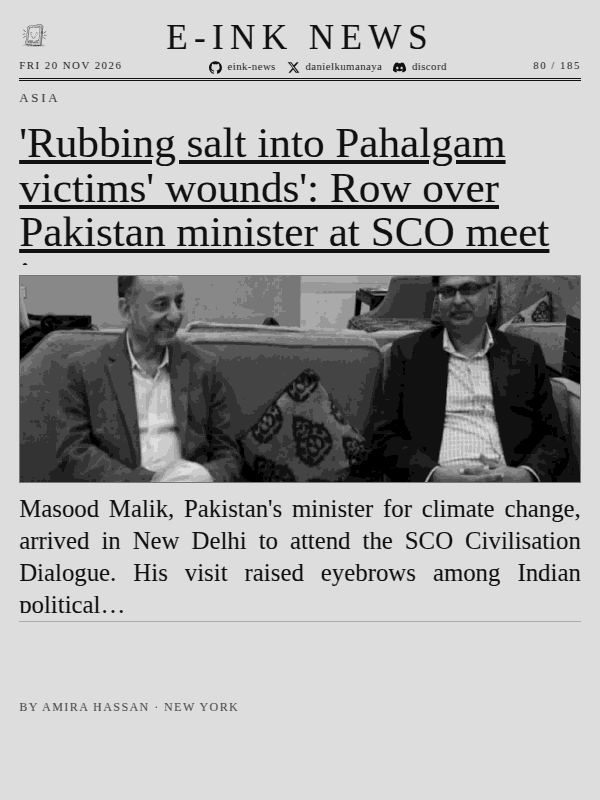 E-INK NEWS
FRI 20 NOV 2026
eink-news danielkumanaya discord
80 / 185
ASIA
'Rubbing salt into Pahalgam
victims' wounds': Row over
Pakistan minister at SCO meet
Masood Malik, Pakistan's minister for climate change,
arrived in New Delhi to attend the SCO Civilisation
Dialogue. His visit raised eyebrows among Indian
political…
BY AMIRA HASSAN · NEW YORK